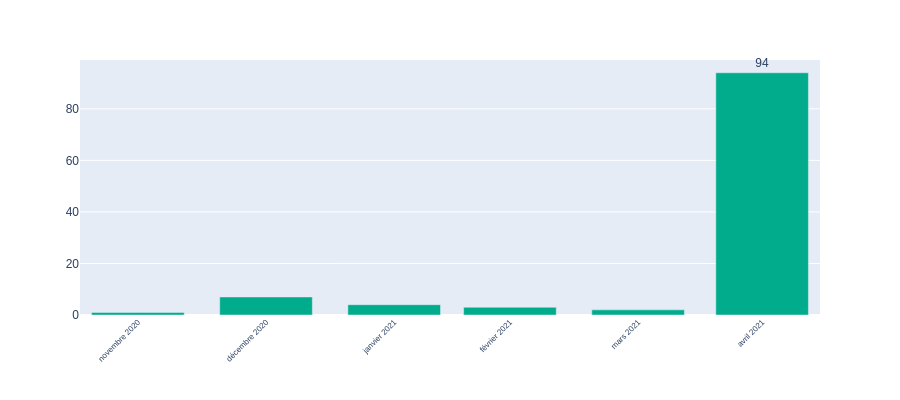 94
80
60
40
20
0
novembre 2020
décembre 2020
janvier 2021
février 2021
mars 2021
avril 2021